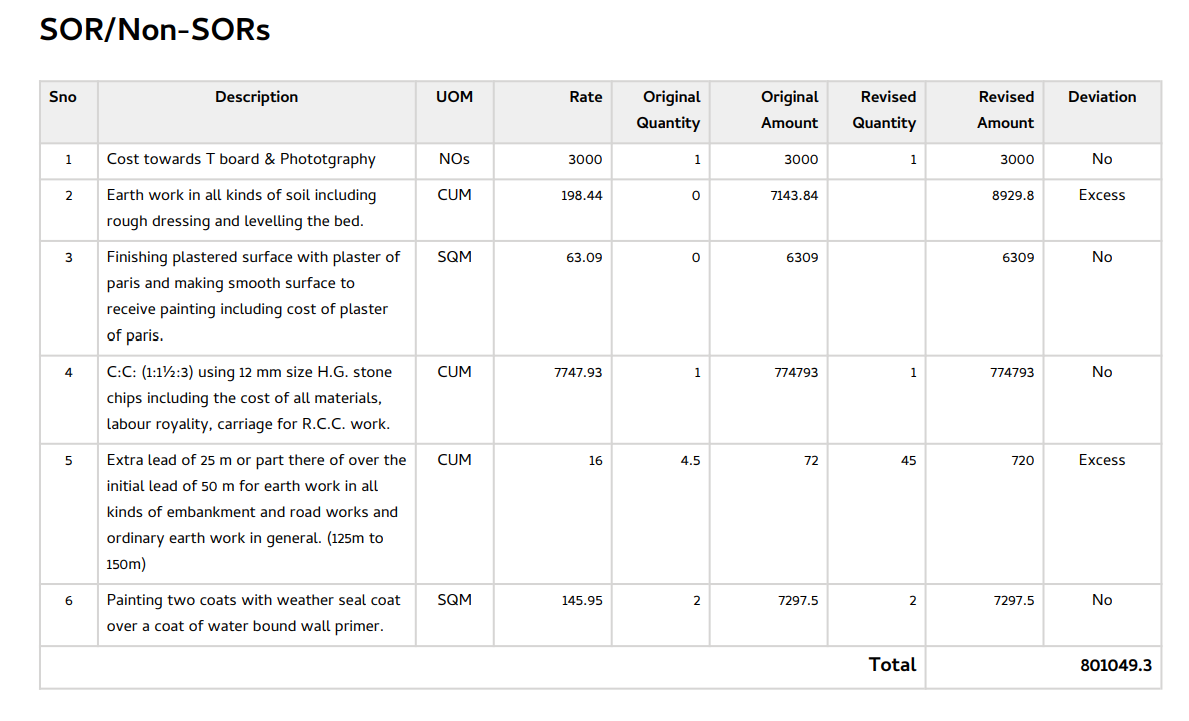 SOR/Non-SORs
Sno Description UOM Rate Original Quantity Original Amount Revised Quantity Revised Amount Deviation
1 Cost towards T board & Phototgraphy NOs 3000 1 3000 1 3000 No
2 Earth work in all kinds of soil including CUM 198.44 0 7143.84 8929.8 Excess
rough dressing and levelling the bed.
3 Finishing plastered surface with plaster of SQM 63.09 0 6309 6309 No
paris and making smooth surface to
receive painting including cost of plaster
of paris.
4 C:C: (1:1½:3) using 12 mm size H.G. stone CUM 7747.93 1 774793 1 774793 No
chips including the cost of all materials,
labour royality, carriage for R.C.C. work.
5 Extra lead of 25 m or part there of over the CUM 16 4.5 72 45 720 Excess
initial lead of 50 m for earth work in all
kinds of embankment and road works and
ordinary earth work in general. (125m to
150m)
6 Painting two coats with weather seal coat SQM 145.95 2 7297.5 2 7297.5 No
over a coat of water bound wall primer.
Total 801049.3